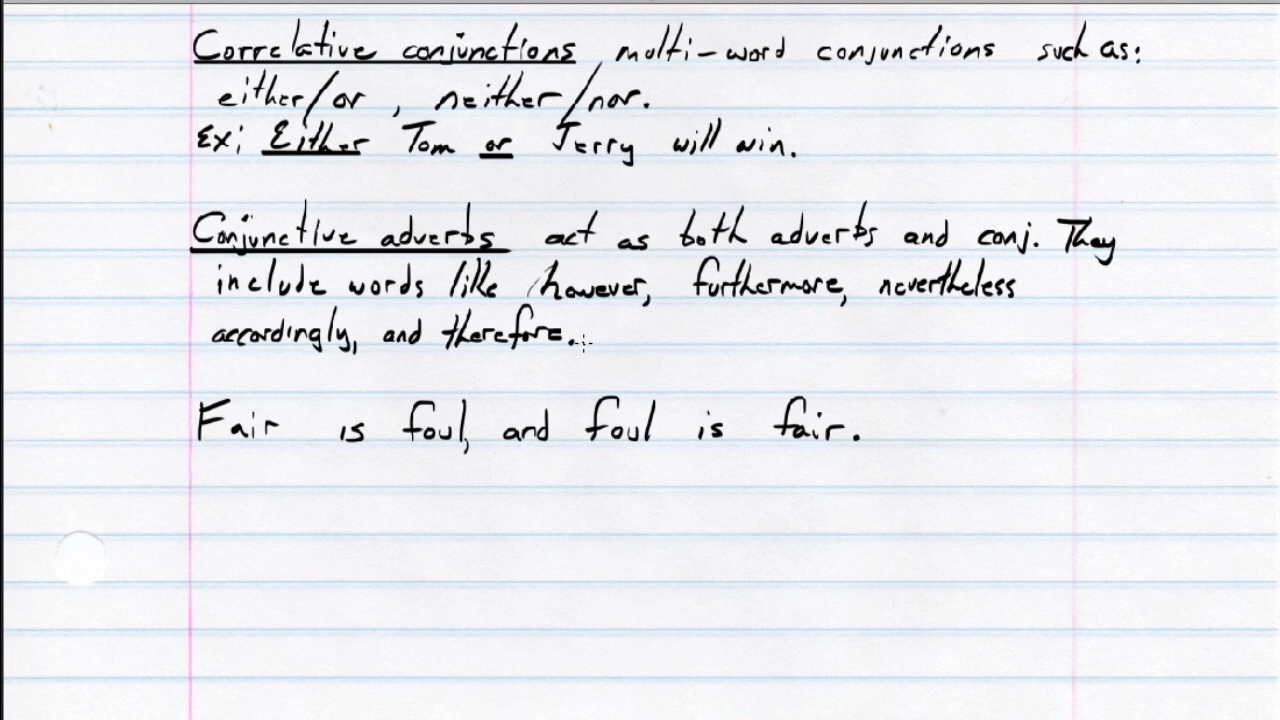 Correlative conjunctions, multi-word conjunctions such as:
either/or, neither/nor.
Ex: Either Tom or Jerry will win.
Conjunctive adverbs act as both adverbs and conj. They
include words like however, furthermore, nevertheless
accordingly, and therefore.
Fair is foul, and foul is fair.